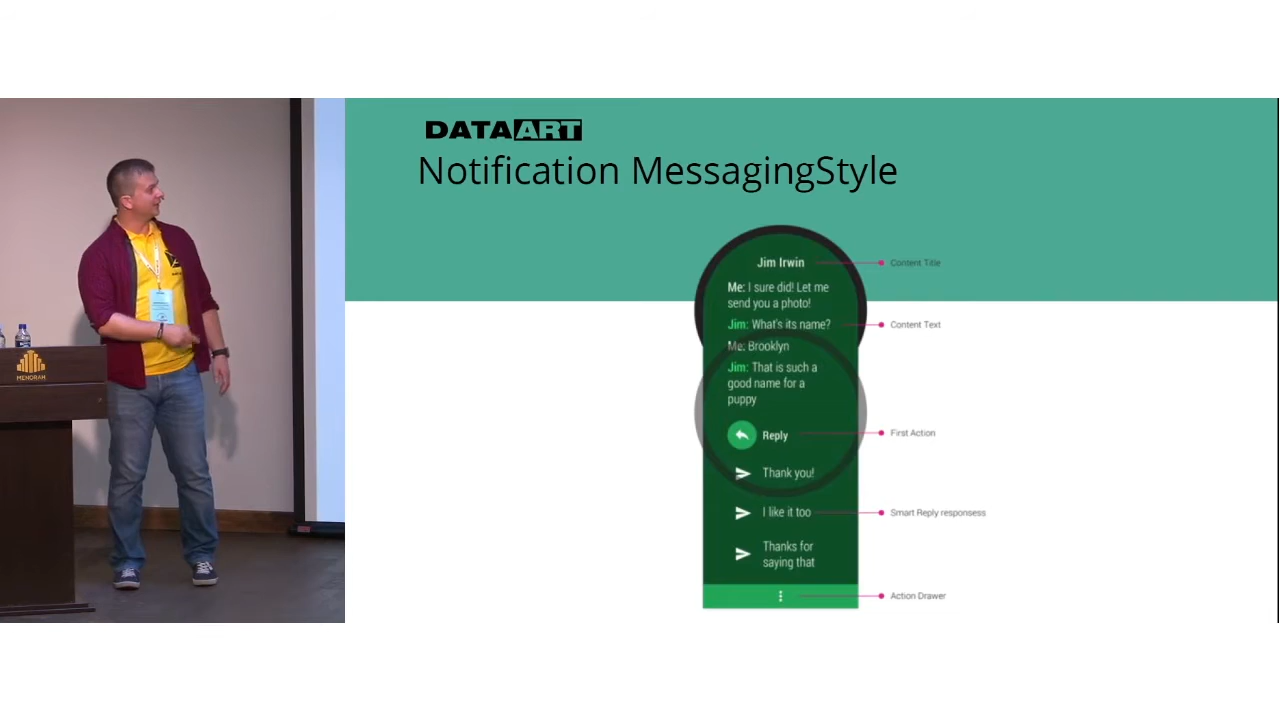 DATAART
Notification MessagingStyle
Jim Irwin
Content Title
Me: I sure did! Let me
send you a photo!
Jim: What's its name?
Content Text
Me: Brooklyn
Jim: That is such a
good name for a
puppy
Reply
First Action
Thank you!
I like it too
Smart Reply responsess
Thanks for
saying that
Action Drawer
MENORAH